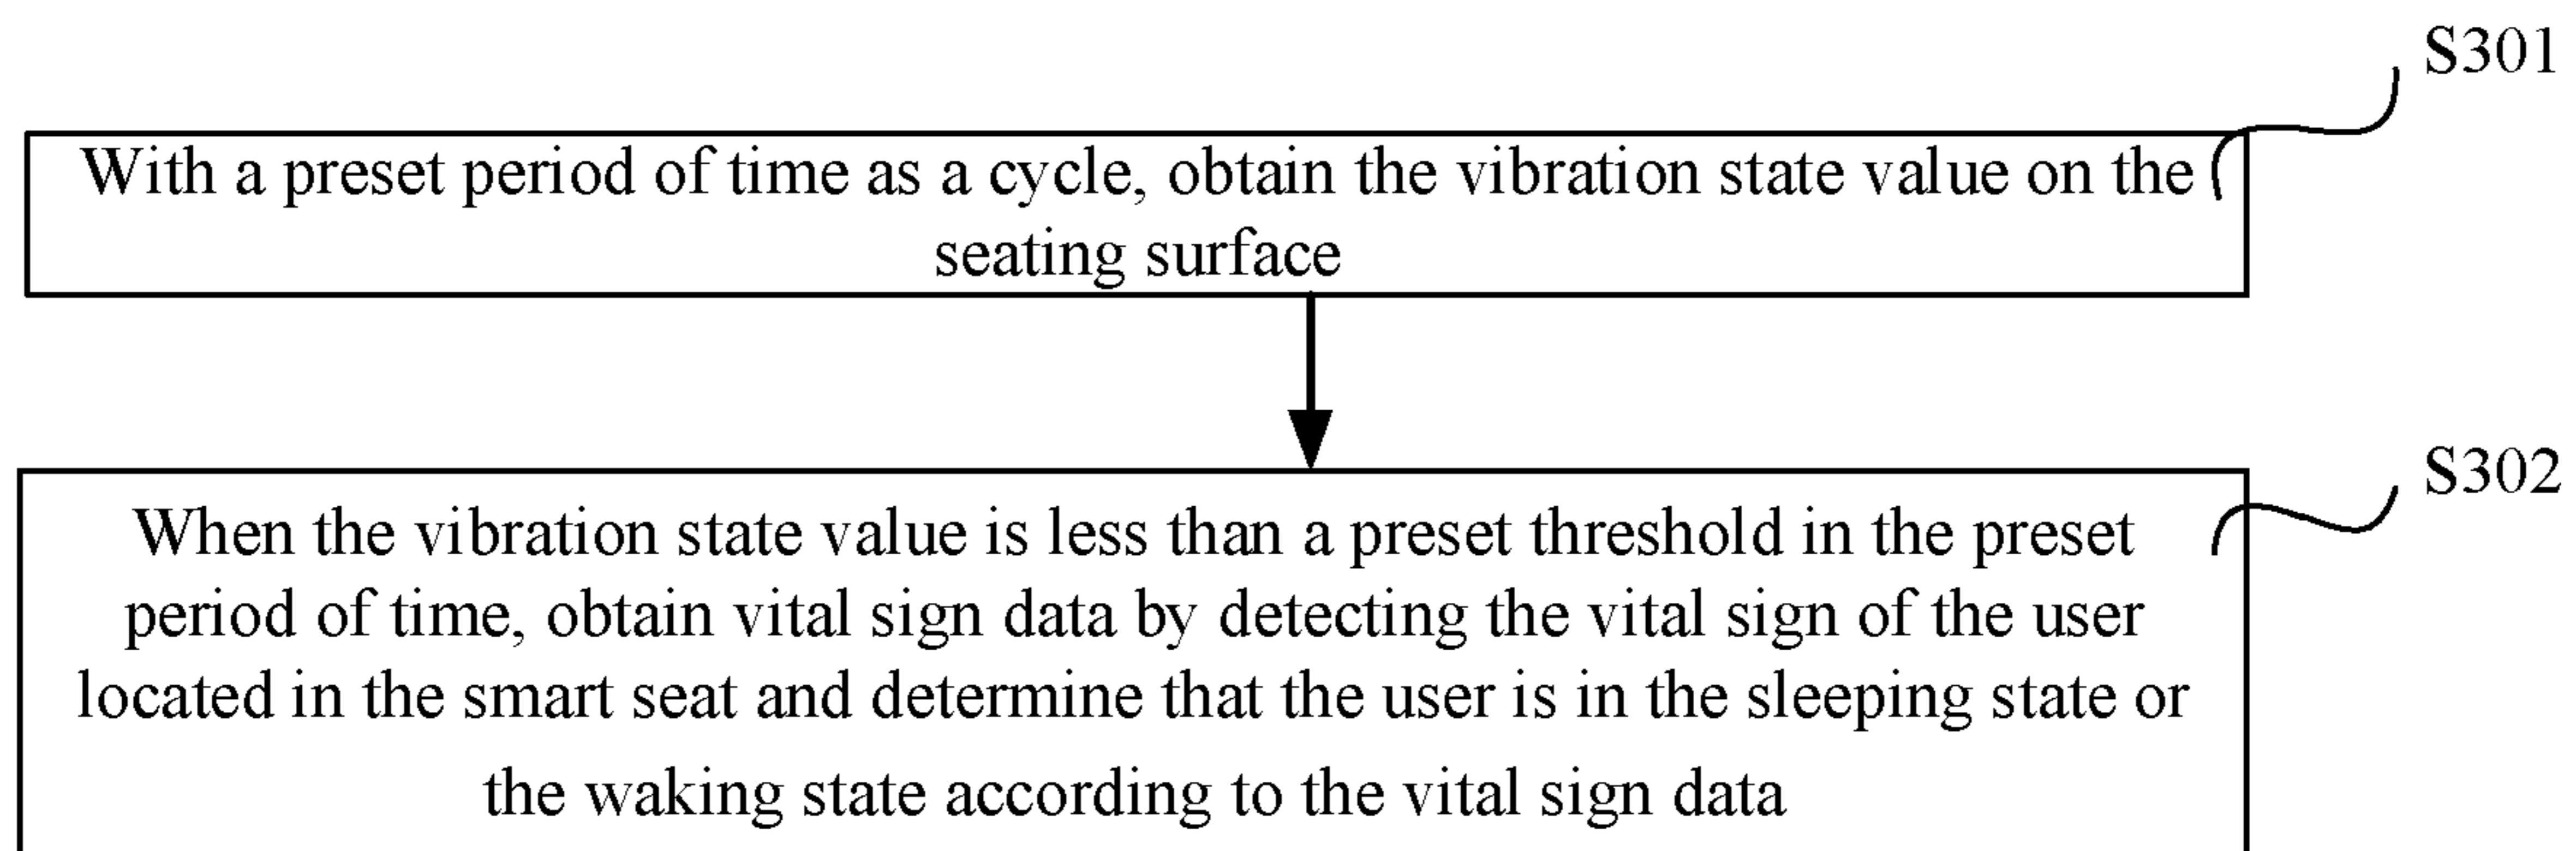 S301
With a preset period of time as a cycle, obtain the vibration state value on the
seating surface
S302
When the vibration state value is less than a preset threshold in the preset
period of time, obtain vital sign data by detecting the vital sign of the user
located in the smart seat and determine that the user is in the sleeping state or
the waking state according to the vital sign data